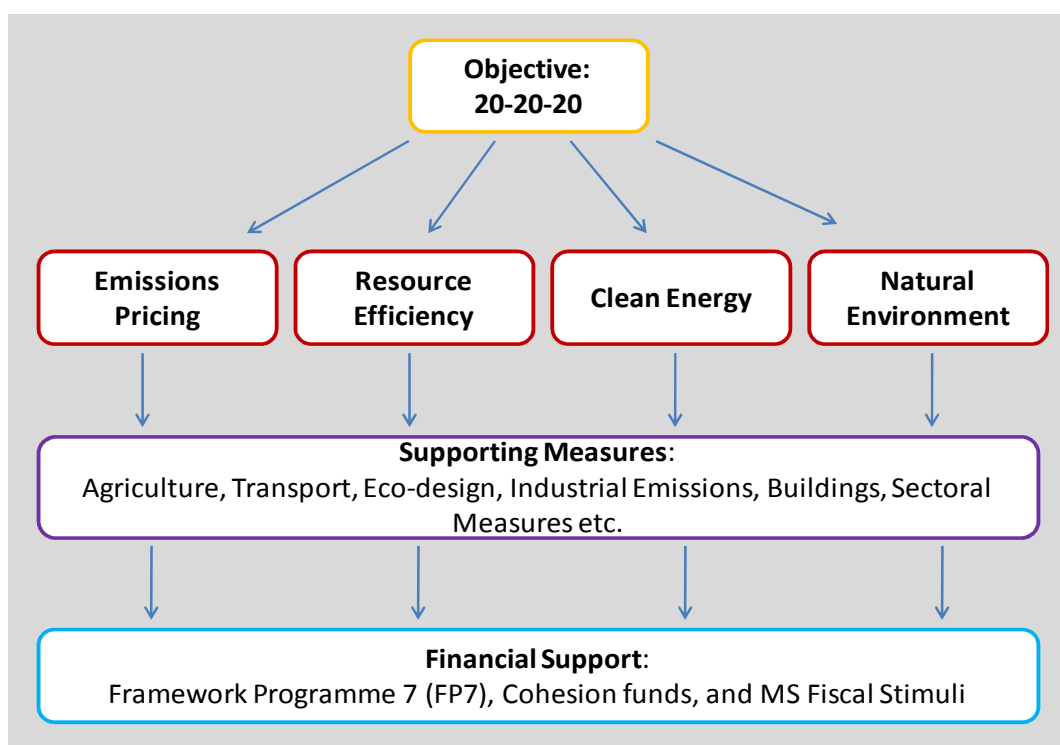 Objective:
20-20-20
Emissions
Pricing
Resource
Efficiency
Clean Energy
Natural
Environment
Supporting Measures:
Agriculture, Transport, Eco-design, Industrial Emissions, Buildings, Sectoral
Measures etc.
Financial Support:
Framework Programme 7 (FP7), Cohesion funds, and MS Fiscal Stimuli